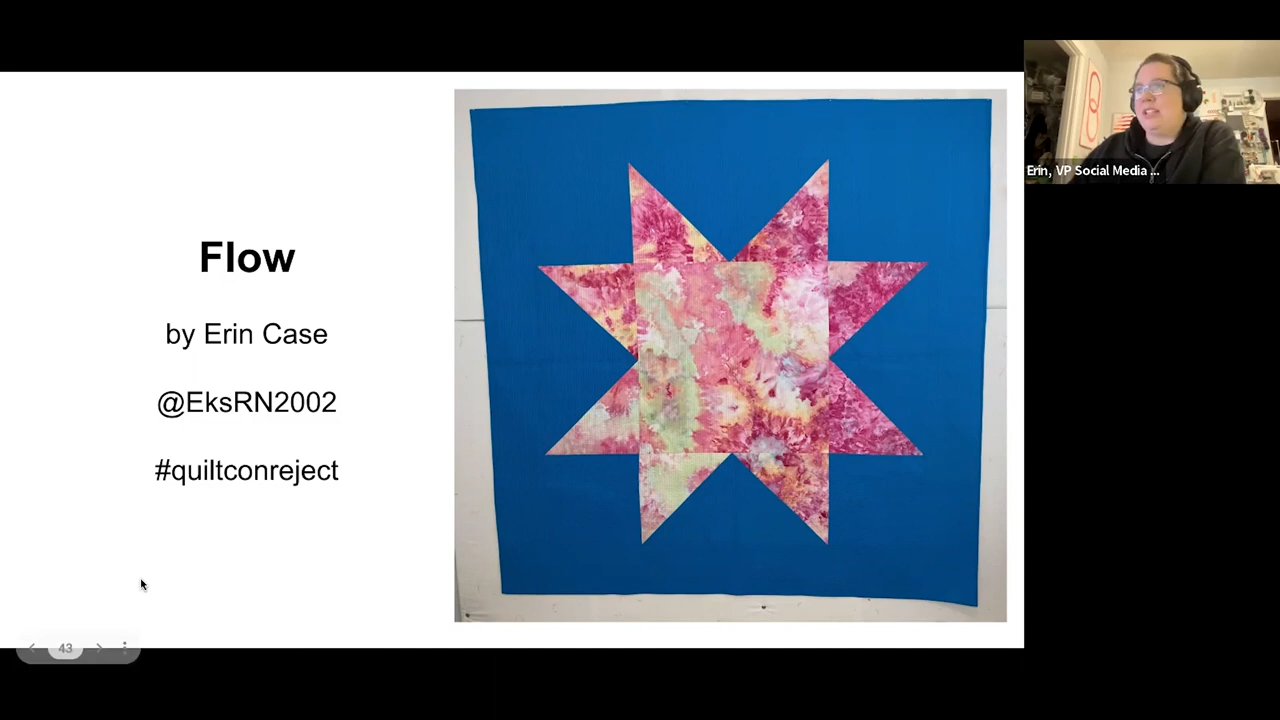 Flow
by Erin Case
@EksRN2002
#quiltconreject
43
Erin, VP Social Media ...